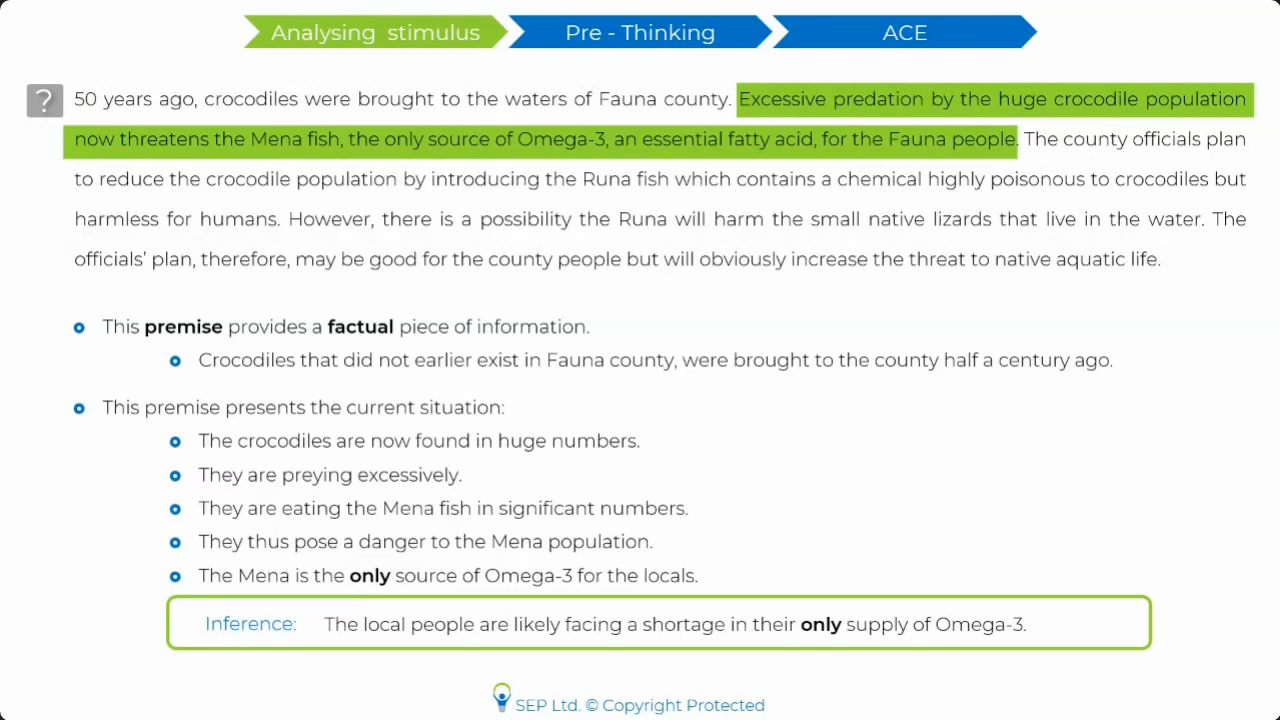 Analysing stimulus
Pre - Thinking
ACE
?
50 years ago, crocodiles were brought to the waters of Fauna county. Excessive predation by the huge crocodile population
now threatens the Mena fish, the only source of Omega-3, an essential fatty acid, for the Fauna people. The county officials plan
to reduce the crocodile population by introducing the Runa fish which contains a chemical highly poisonous to crocodiles but
harmless for humans. However, there is a possibility the Runa will harm the small native lizards that live in the water. The
officials’ plan, therefore, may be good for the county people but will obviously increase the threat to native aquatic life.
This premise provides a factual piece of information.
Crocodiles that did not earlier exist in Fauna county, were brought to the county half a century ago.
This premise presents the current situation:
The crocodiles are now found in huge numbers.
They are preying excessively.
They are eating the Mena fish in significant numbers.
They thus pose a danger to the Mena population.
The Mena is the only source of Omega-3 for the locals.
Inference: The local people are likely facing a shortage in their only supply of Omega-3.
SEP Ltd. © Copyright Protected